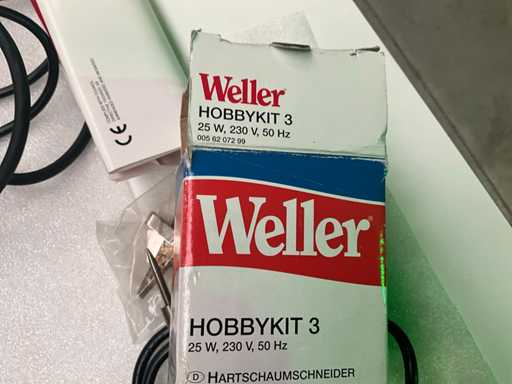 Weller
HOBBYKIT 3
25 W, 230 V, 50 Hz
005 62 072 99
Weller
HOBBYKIT 3
25 W, 230 V, 50 Hz
D HARTSCHAUMSCHNEIDER
CE